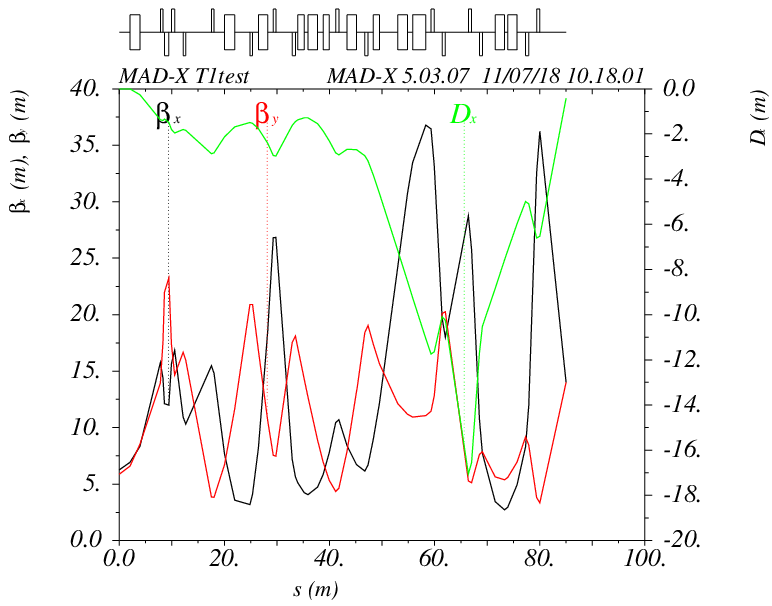 MAD-X T1test MAD-X 5.03.07 11/07/18 10.18.01
40. 0.0
βx βy Dx
35. -2.
30. -4.
-6.
25. -8.
20. -10.
15. -12.
-14.
10. -16.
5. -18.
0.0 -20.
0.0 20. 40. 60. 80. 100.
s (m)
βx (m), βy (m)
Dx (m)